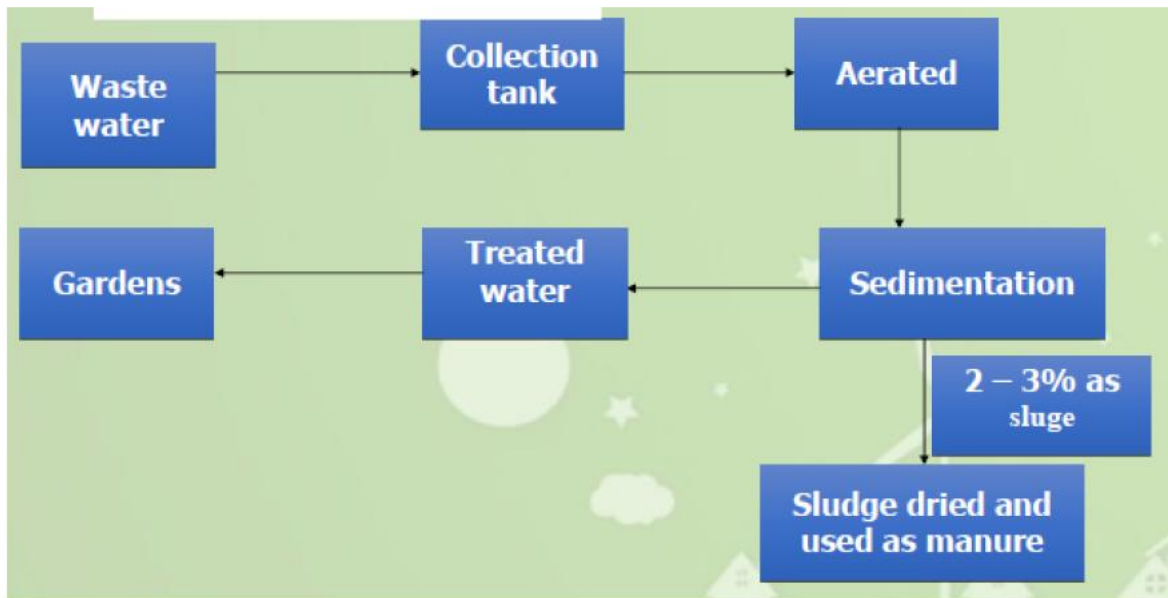 Waste
water
Collection
tank
Aerated
Gardens
Treated
water
Sedimentation
2 – 3% as
sluge
Sludge dried and
used as manure